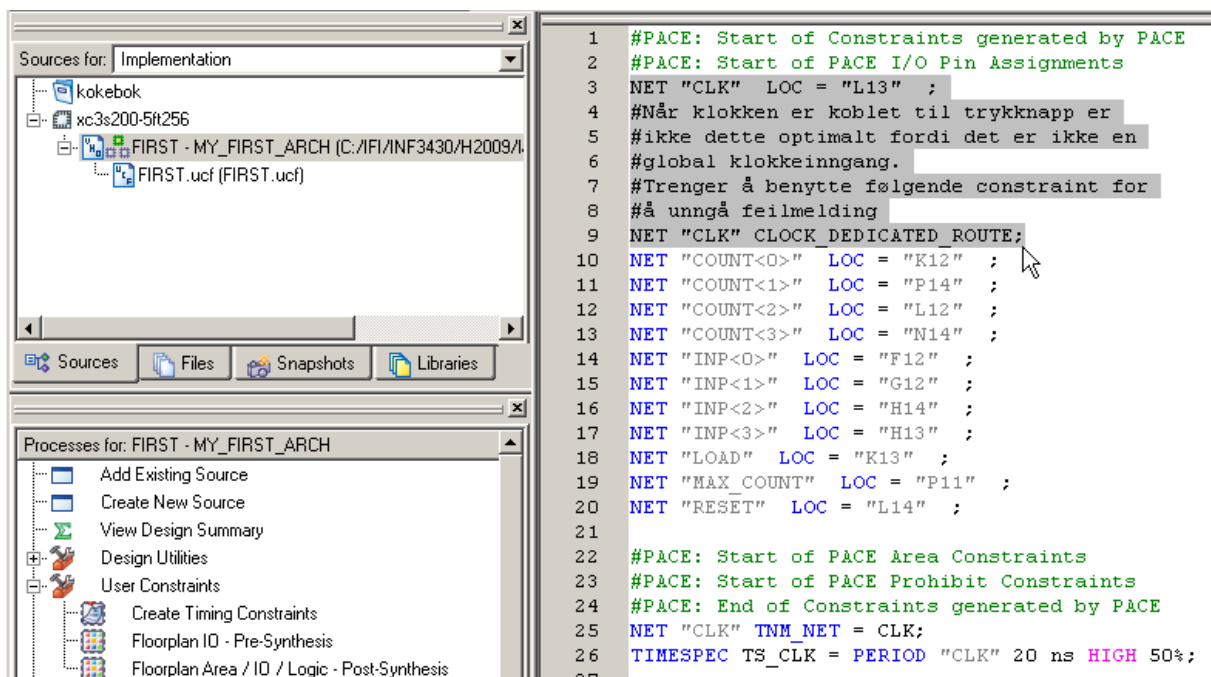 Sources for: Implementation
kokebok
xc3s200-5ft256
FIRST - MY_FIRST_ARCH (C:/IFI/INF3430/H2009/
FIRST.ucf (FIRST.ucf)
Sources Files Snapshots Libraries
Processes for: FIRST - MY_FIRST_ARCH
Add Existing Source
Create New Source
View Design Summary
Design Utilities
User Constraints
Create Timing Constraints
Floorplan IO - Pre-Synthesis
Floorplan Area / IO / Logic - Post-Synthesis
1 #PACE: Start of Constraints generated by PACE
2 #PACE: Start of PACE I/O Pin Assignments
3 NET "CLK" LOC = "L13" ;
4 #Når klokken er koblet til trykknapp er
5 #ikke dette optimalt fordi det er ikke en
6 #global klokkeinngang.
7 #Trenger å benytte følgende constraint for
8 #å unngå feilmelding
9 NET "CLK" CLOCK_DEDICATED_ROUTE;
10 NET "COUNT<0>" LOC = "K12" ;
11 NET "COUNT<1>" LOC = "P14" ;
12 NET "COUNT<2>" LOC = "L12" ;
13 NET "COUNT<3>" LOC = "N14" ;
14 NET "INP<0>" LOC = "F12" ;
15 NET "INP<1>" LOC = "G12" ;
16 NET "INP<2>" LOC = "H14" ;
17 NET "INP<3>" LOC = "H13" ;
18 NET "LOAD" LOC = "K13" ;
19 NET "MAX_COUNT" LOC = "P11" ;
20 NET "RESET" LOC = "L14" ;
21
22 #PACE: Start of PACE Area Constraints
23 #PACE: Start of PACE Prohibit Constraints
24 #PACE: End of Constraints generated by PACE
25 NET "CLK" TNM_NET = CLK;
26 TIMESPEC TS_CLK = PERIOD "CLK" 20 ns HIGH 50%;